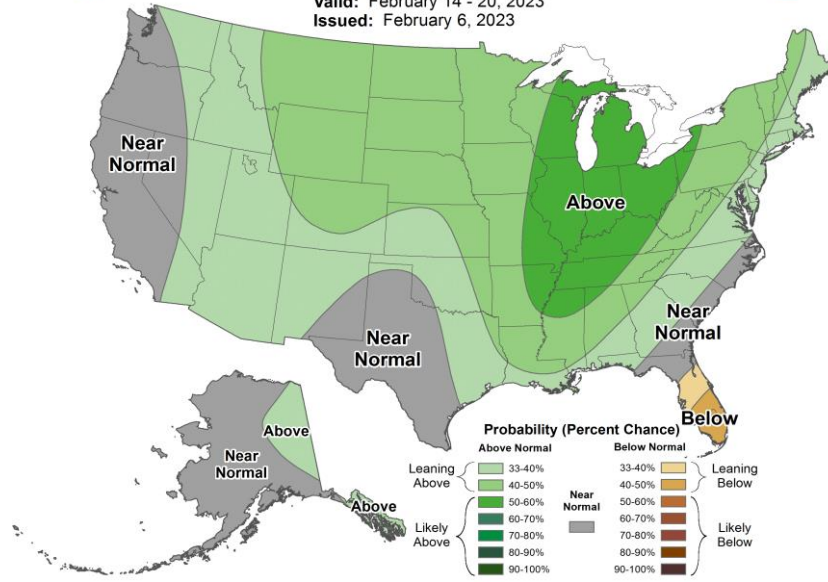 Valid: February 14 - 20, 2023
Issued: February 6, 2023
Near
Normal
Above
Near
Normal
Near
Normal
Below
Above
Near
Normal
Above
Probability (Percent Chance)
Above Normal
Below Normal
Leaning
Above
33-40%
40-50%
Likely
Above
50-60%
60-70%
70-80%
80-90%
90-100%
Near
Normal
33-40%
40-50%
Leaning
Below
50-60%
60-70%
70-80%
80-90%
90-100%
Likely
Below